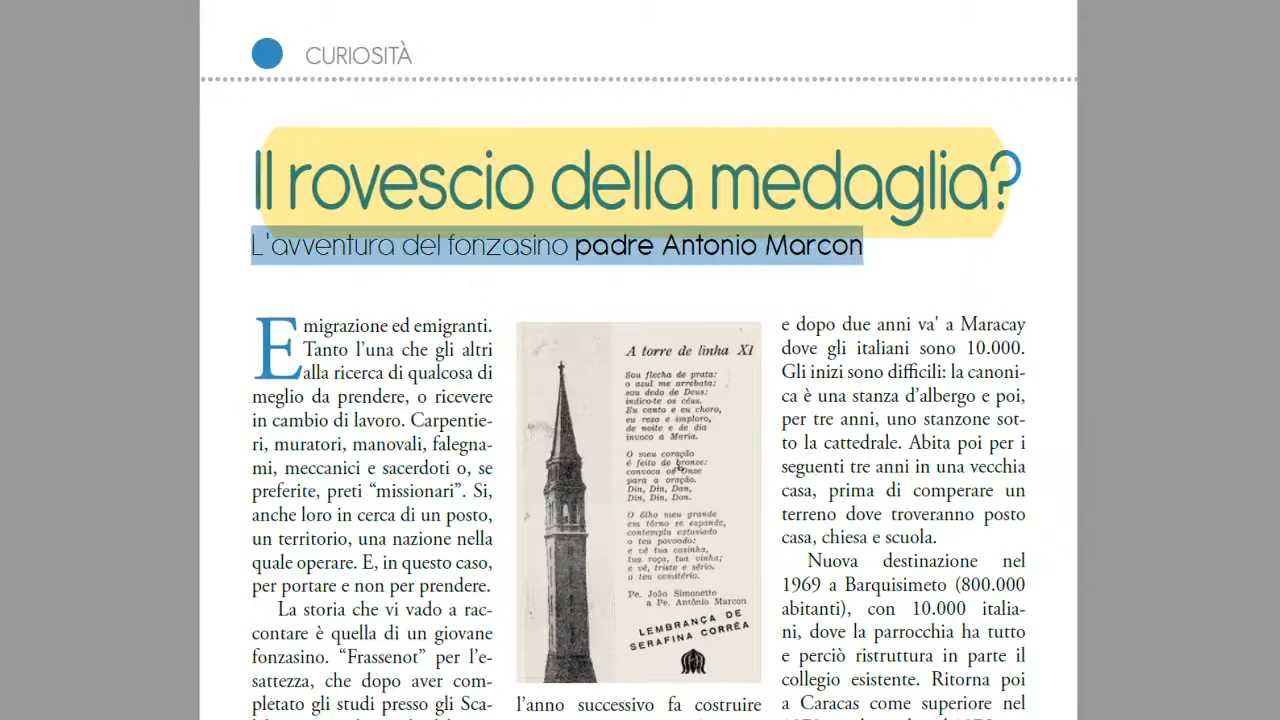 CURIOSITÀ
Il rovescio della medaglia?
L'avventura del fonzasino padre Antonio Marcon
Emigrazione ed emigranti.
Tanto l'una che gli altri
alla ricerca di qualcosa di
meglio da prendere, o ricevere
in cambio di lavoro. Carpentie-
ri, muratori, manovali, falegna-
mi, meccanici e sacerdoti o, se
preferite, preti “missionari”. Si,
anche loro in cerca di un posto,
un territorio, una nazione nella
quale operare. E, in questo caso,
per portare e non per prendere.
La storia che vi vado a rac-
contare è quella di un giovane
fonzasino. “Frassenot” per l'e-
sattezza, che dopo aver com-
pletato gli studi presso gli Sca-
A torre de linha XI
Sou flecha de prata:
o azul me arrebata:
sou dedo de Deus:
indico-te os céus.
Eu canto e eu choro,
eu rezo e imploro,
de noite e de dia
invoco a Maria.
O meu coração
é feito de bronze:
convoca os Onze
para a oração.
Din, Din, Dan,
Din, Din, Don.
O ôlho meu grande
em tôrno se espande,
contempla extasiado
o teu povoado:
e vê tua casinha,
tua roça, tua vinha;
e vê, triste e sério,
o teu cemitério.
Pe. João Simonetto
a Pe. Antônio Marcon
LEMBRANÇA DE
SERAFINA CORRÊA
l'anno successivo fa costruire
e dopo due anni va' a Maracay
dove gli italiani sono 10.000.
Gli inizi sono difficili: la canoni-
ca è una stanza d'albergo e poi,
per tre anni, uno stanzone sot-
to la cattedrale. Abita poi per i
seguenti tre anni in una vecchia
casa, prima di comperare un
terreno dove troveranno posto
casa, chiesa e scuola.
Nuova destinazione nel
1969 a Barquisimeto (800.000
abitanti), con 10.000 italia-
ni, dove la parrocchia ha tutto
e perciò ristruttura in parte il
collegio esistente. Ritorna poi
a Caracas come superiore nel